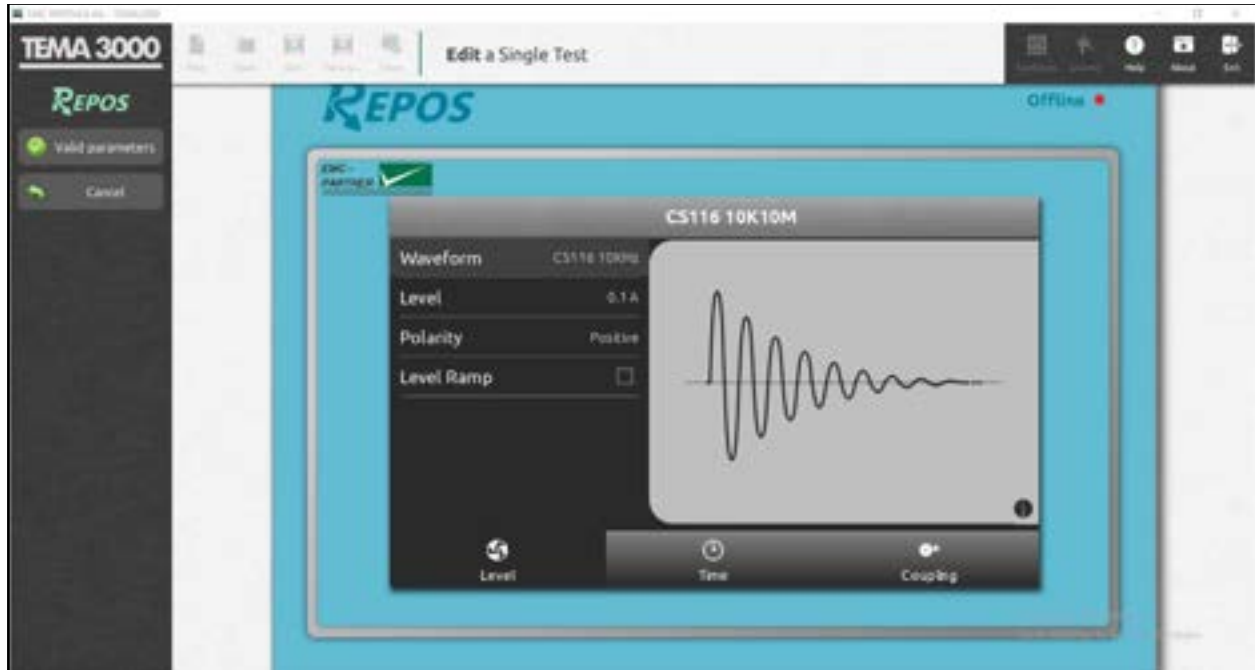 TEMA 3000
Edit a Single Test
Help
About
Exit
REPOS
Valid parameters
Cancel
REPOS
Offline
EMC-
PARTNER
CS116 10K10M
Waveform CS116 10KHz
Level 0.1 A
Polarity Positive
Level Ramp
Level
Time
Coupling